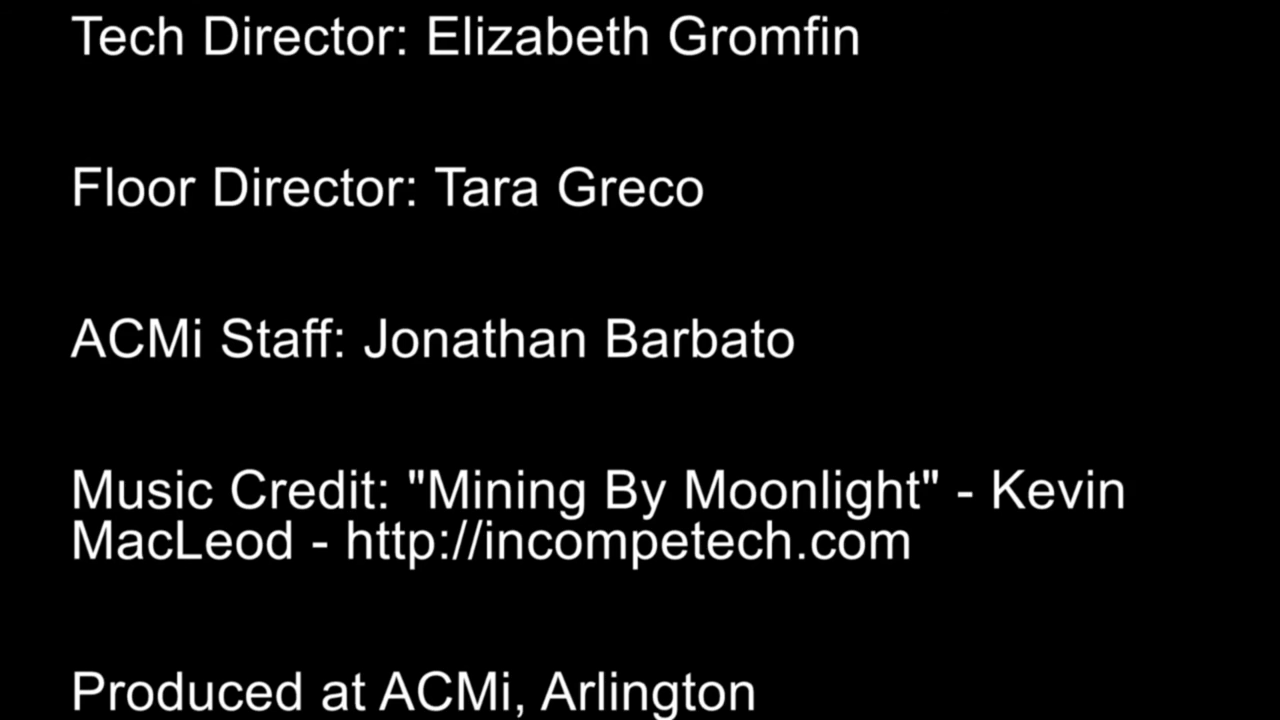 Tech Director: Elizabeth Gromfin
Floor Director: Tara Greco
ACMi Staff: Jonathan Barbato
Music Credit: "Mining By Moonlight" - Kevin
MacLeod - http://incompetech.com
Produced at ACMi, Arlington